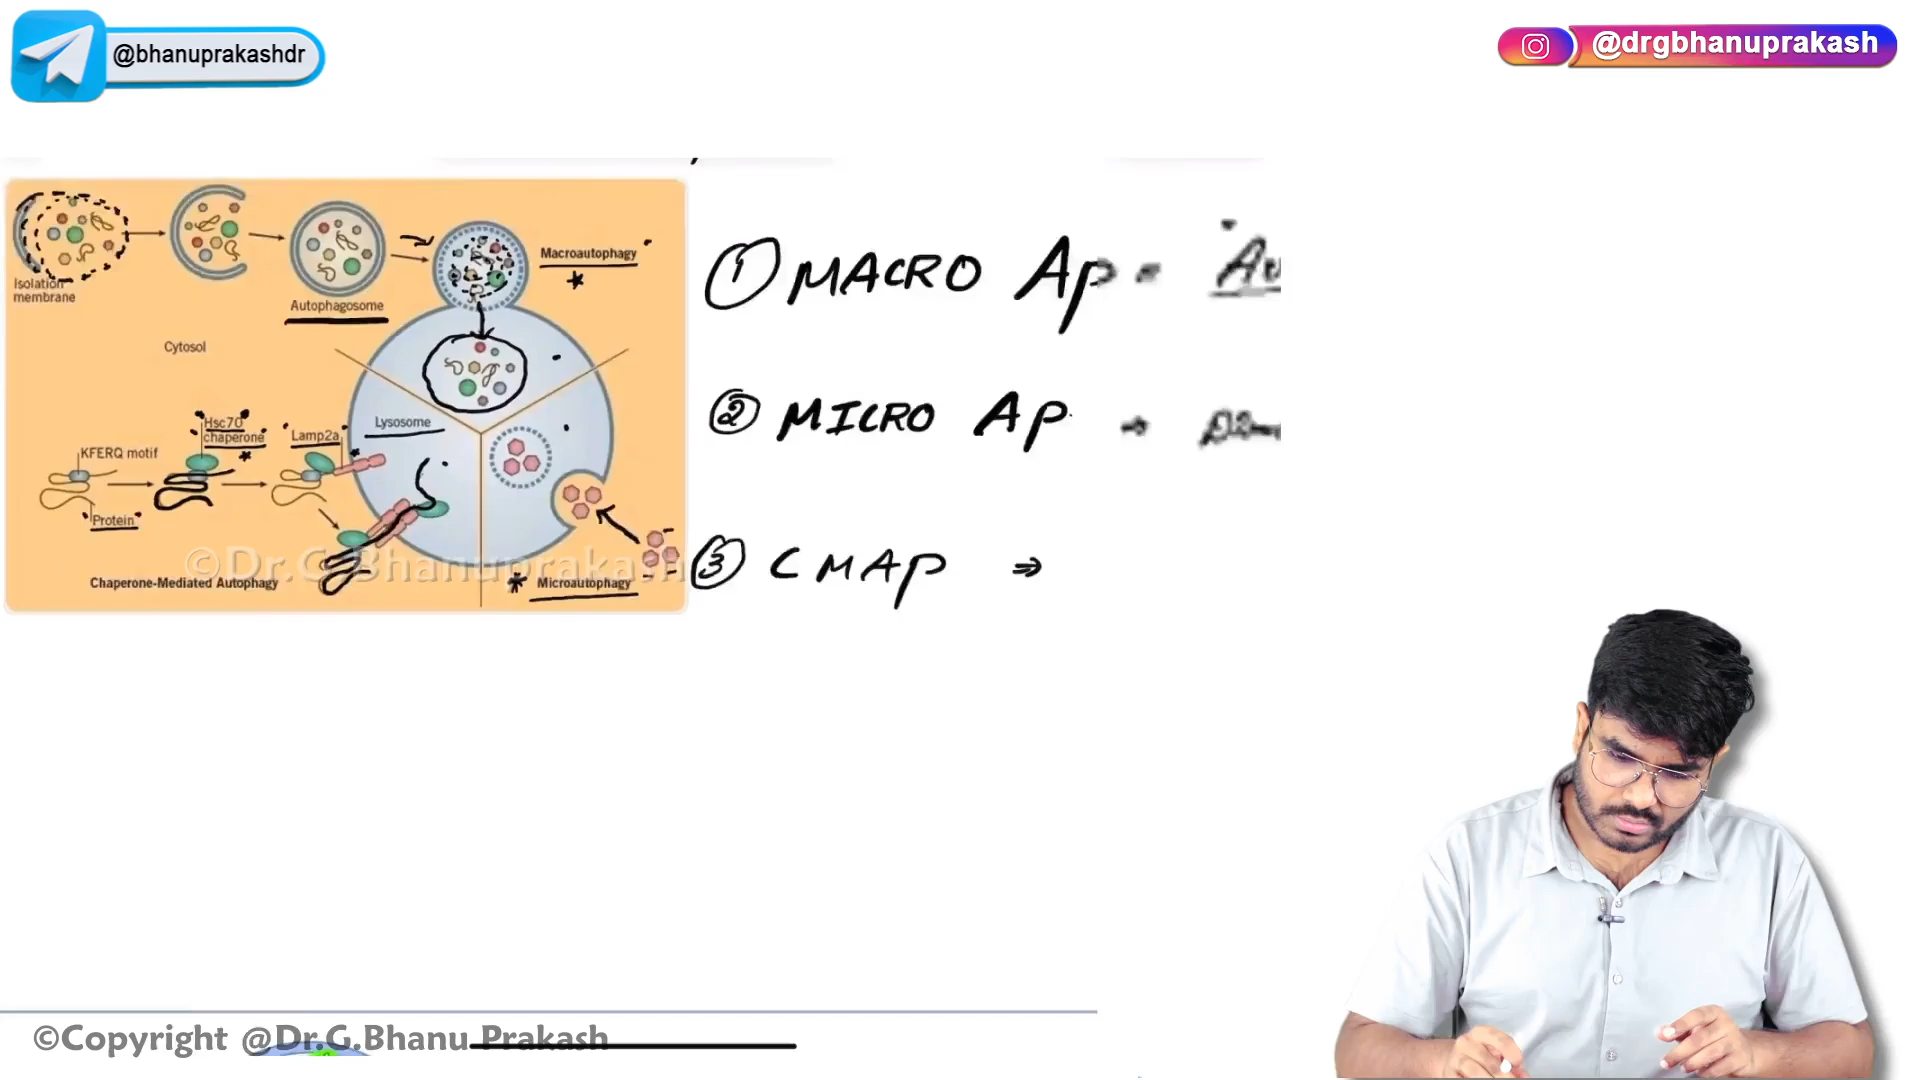 @bhanuprakashdr
@drgbhanuprakash
Isolation
membrane
Autophagosome
Macroautophagy
*
Cytosol
Hsc70
chaperone
*
Lamp2a
*
Lysosome
KFERQ motif
Protein
Chaperone-Mediated Autophagy
* Microautophagy
©Dr.G.Bhanuprakash
① MACRO Ap =
② MICRO Ap →
③ CMAP ⇒
©Copyright @Dr.G.Bhanu Prakash